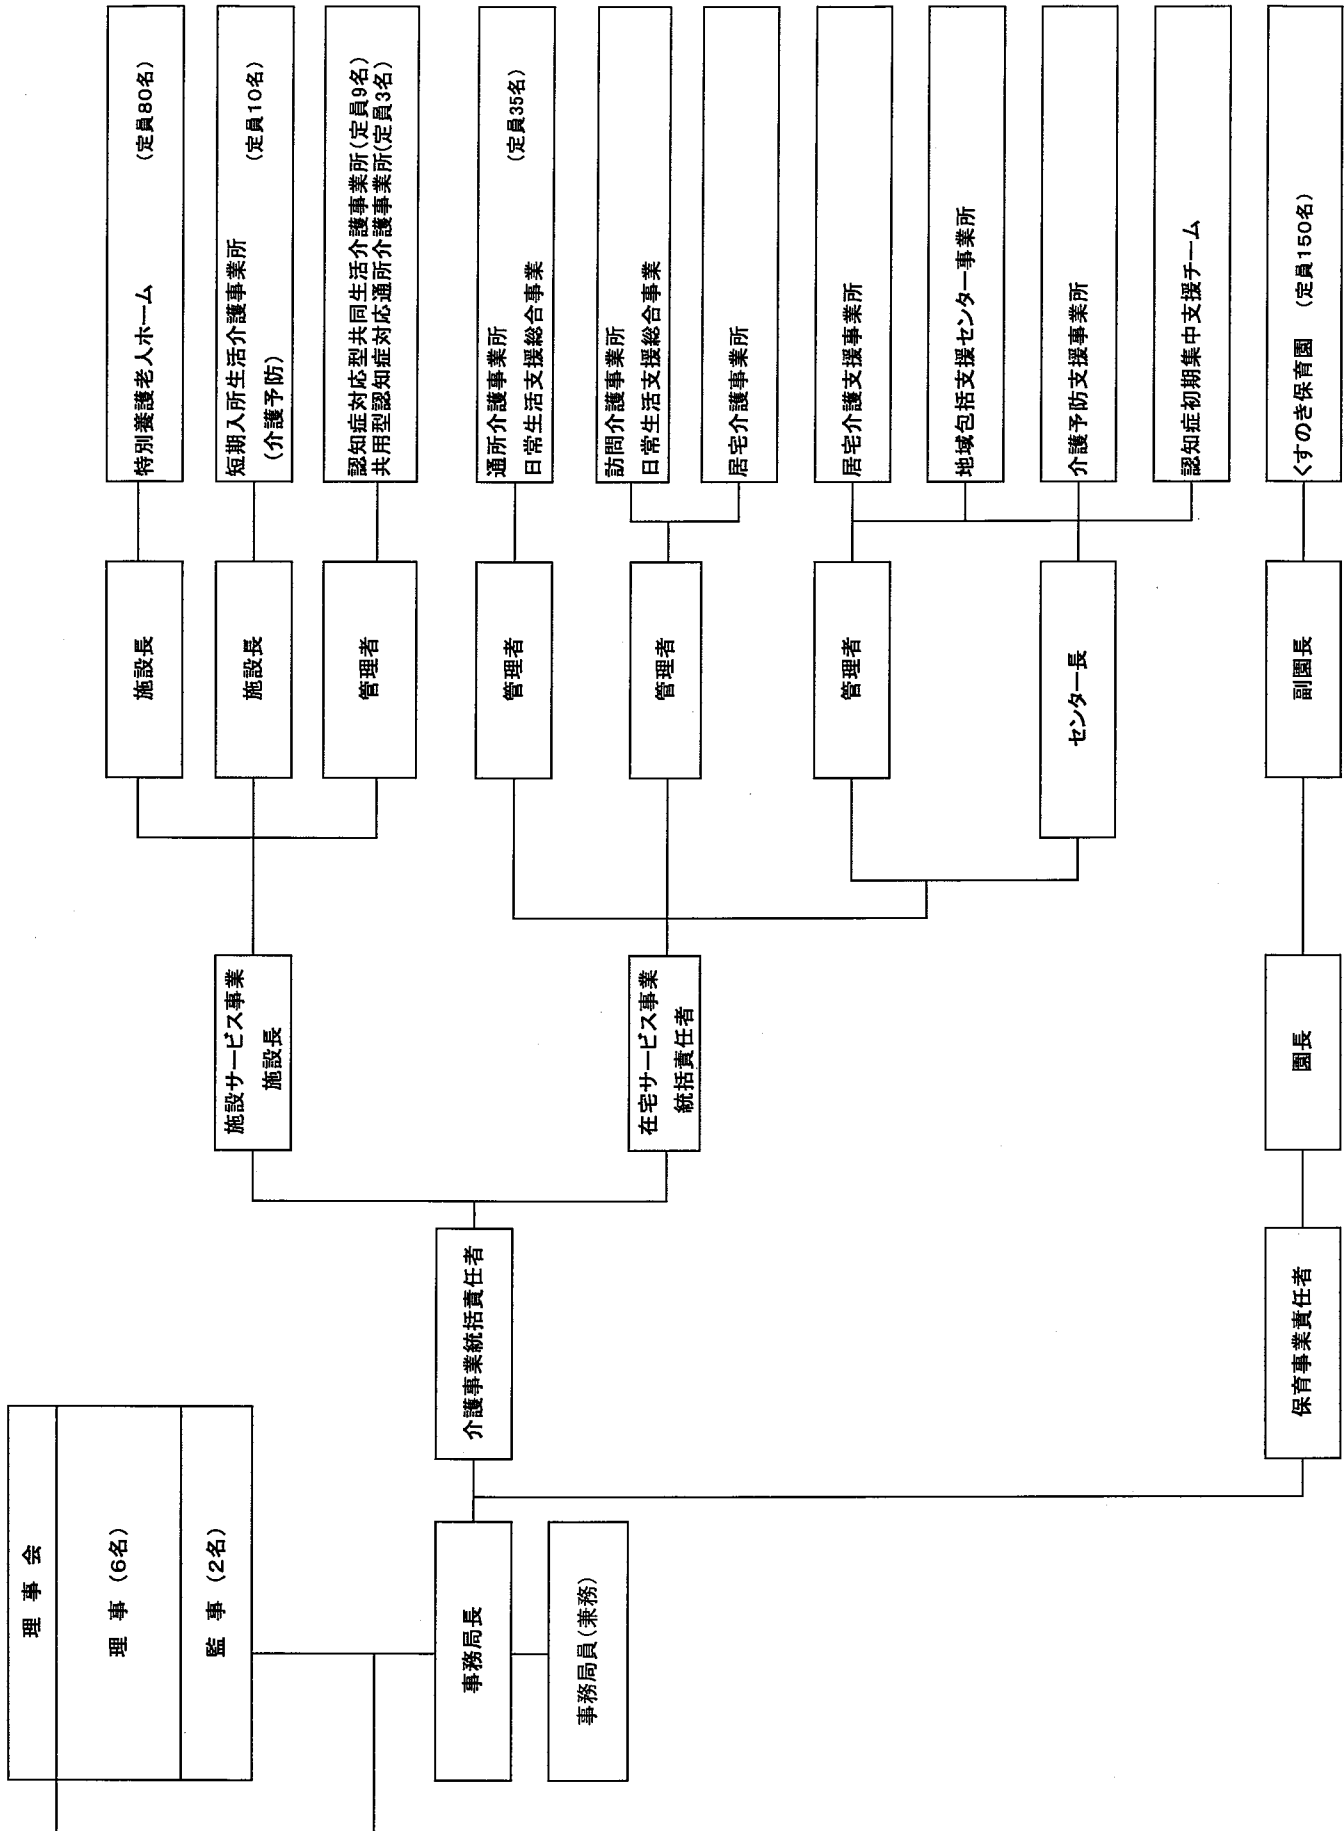 理 事 会
理 事 (6名)
監 事 (2名)
事務局長
事務局員(兼務)
介護事業統括責任者
保育事業責任者
施設サービス事業
施設長
在宅サービス事業
統括責任者
園長
施設長
施設長
管理者
管理者
管理者
管理者
センター長
副園長
特別養護老人ホーム (定員80名)
短期入所生活介護事業所 (定員10名)
(介護予防)
認知症対応型共同生活介護事業所(定員9名)
共用型認知症対応通所介護事業所(定員3名)
通所介護事業所 (定員35名)
日常生活支援総合事業
訪問介護事業所
日常生活支援総合事業
居宅介護事業所
居宅介護支援事業所
地域包括支援センター事業所
介護予防支援事業所
認知症初期集中支援チーム
くすのき保育園 (定員150名)